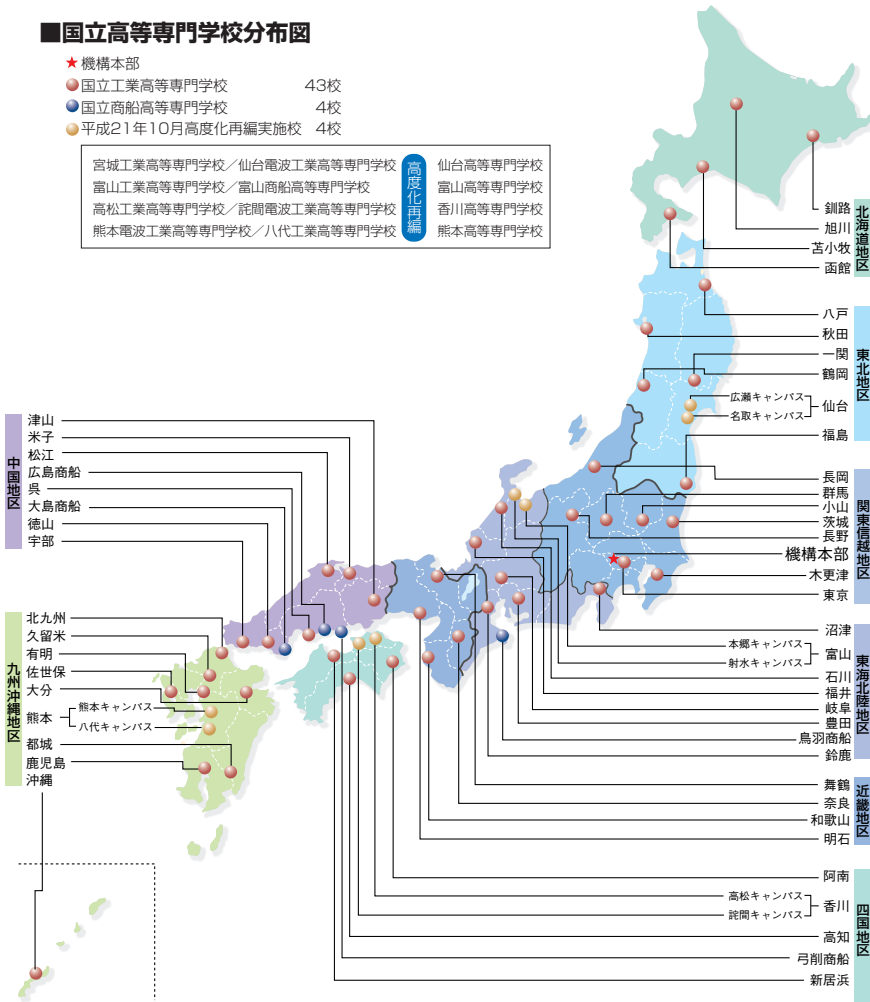 ■国立高等専門学校分布図
★機構本部
国立工業高等専門学校 43校
国立商船高等専門学校 4校
平成21年10月高度化再編実施校 4校
宮城工業高等専門学校／仙台電波工業高等専門学校 仙台高等専門学校
富山工業高等専門学校／富山商船高等専門学校 富山高等専門学校
高松工業高等専門学校／詫間電波工業高等専門学校 香川高等専門学校
熊本電波工業高等専門学校／八代工業高等専門学校 熊本高等専門学校
高度化再編
北海道地区
釧路
旭川
苫小牧
函館
東北地区
八戸
秋田
一関
鶴岡
広瀬キャンパス
名取キャンパス
仙台
福島
関東信越地区
長岡
群馬
小山
茨城
長野
機構本部
木更津
東京
東海北陸地区
沼津
本郷キャンパス
射水キャンパス
富山
石川
福井
岐阜
豊田
鳥羽商船
鈴鹿
近畿地区
舞鶴
奈良
和歌山
明石
四国地区
阿南
高松キャンパス
詫間キャンパス
香川
高知
弓削商船
新居浜
中国地区
津山
米子
松江
広島商船
呉
大島商船
徳山
宇部
九州沖縄地区
北九州
久留米
有明
佐世保
大分
熊本
熊本キャンパス
八代キャンパス
都城
鹿児島
沖縄